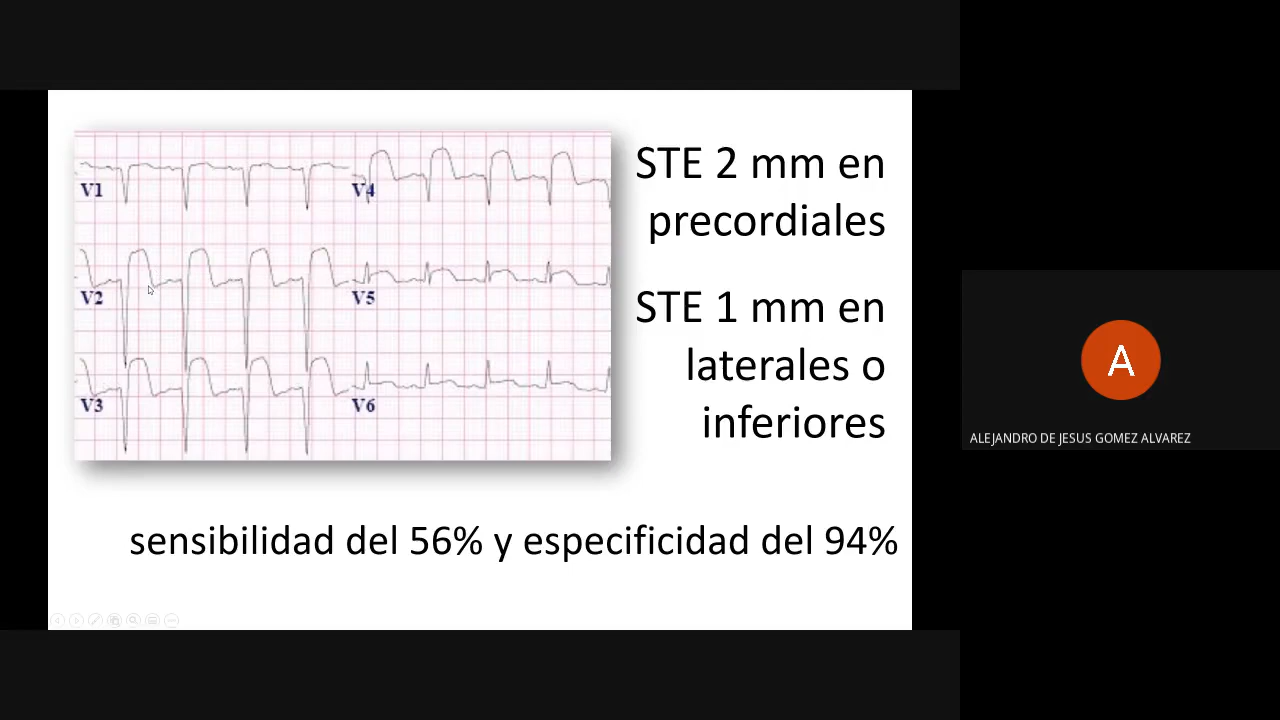 V1
V4
V2
V5
V3
V6
STE 2 mm en
precordiales
STE 1 mm en
laterales o
inferiores
sensibilidad del 56% y especificidad del 94%
A
ALEJANDRO DE JESUS GOMEZ ALVAREZ